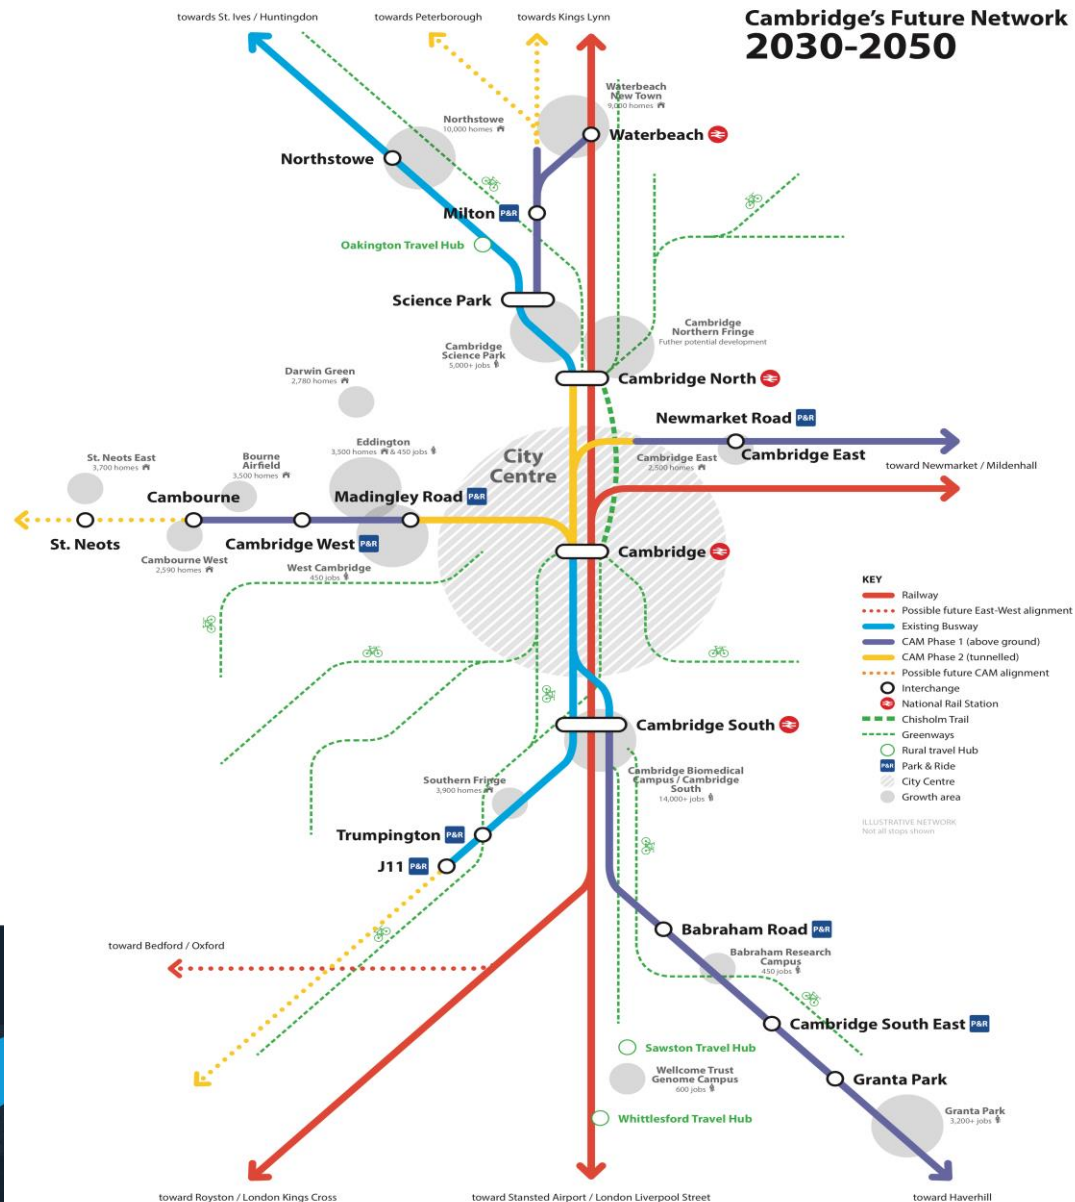 Cambridge's Future Network
2030-2050
towards St. Ives / Huntingdon
towards Peterborough
towards Kings Lynn
Waterbeach
New Town
9,000 homes
Northstowe
10,000 homes
Waterbeach
Northstowe
Milton P&R
Oakington Travel Hub
Science Park
Cambridge
Northern Fringe
Futher potential development
Cambridge
Science Park
5,000+ jobs
Darwin Green
2,780 homes
Cambridge North
Newmarket Road P&R
Cambridge East
Cambridge East
2,500 homes
toward Newmarket / Mildenhall
City
Centre
Eddington
3,500 homes & 450 jobs
Bourne
Airfield
3,500 homes
St. Neots East
3,700 homes
Cambourne
Madingley Road P&R
St. Neots
Cambridge West P&R
Cambourne West
2,590 homes
West Cambridge
450 jobs
Cambridge
KEY
Railway
Possible future East-West alignment
Existing Busway
CAM Phase 1 (above ground)
CAM Phase 2 (tunnelled)
Possible future CAM alignment
Interchange
National Rail Station
Chisholm Trail
Greenways
Rural travel Hub
P&R Park & Ride
City Centre
Growth area
ILLUSTRATIVE NETWORK
Not all stops shown
Cambridge South
Cambridge Biomedical
Campus / Cambridge
South
14,000+ jobs
Southern Fringe
3,900 homes
Trumpington P&R
J11 P&R
Babraham Road P&R
Babraham Research
Campus
450 jobs
toward Bedford / Oxford
Cambridge South East P&R
Sawston Travel Hub
Wellcome Trust
Genome Campus
600 jobs
Granta Park
Whittlesford Travel Hub
Granta Park
3,200+ jobs
toward Royston / London Kings Cross
toward Stansted Airport / London Liverpool Street
toward Haverhill